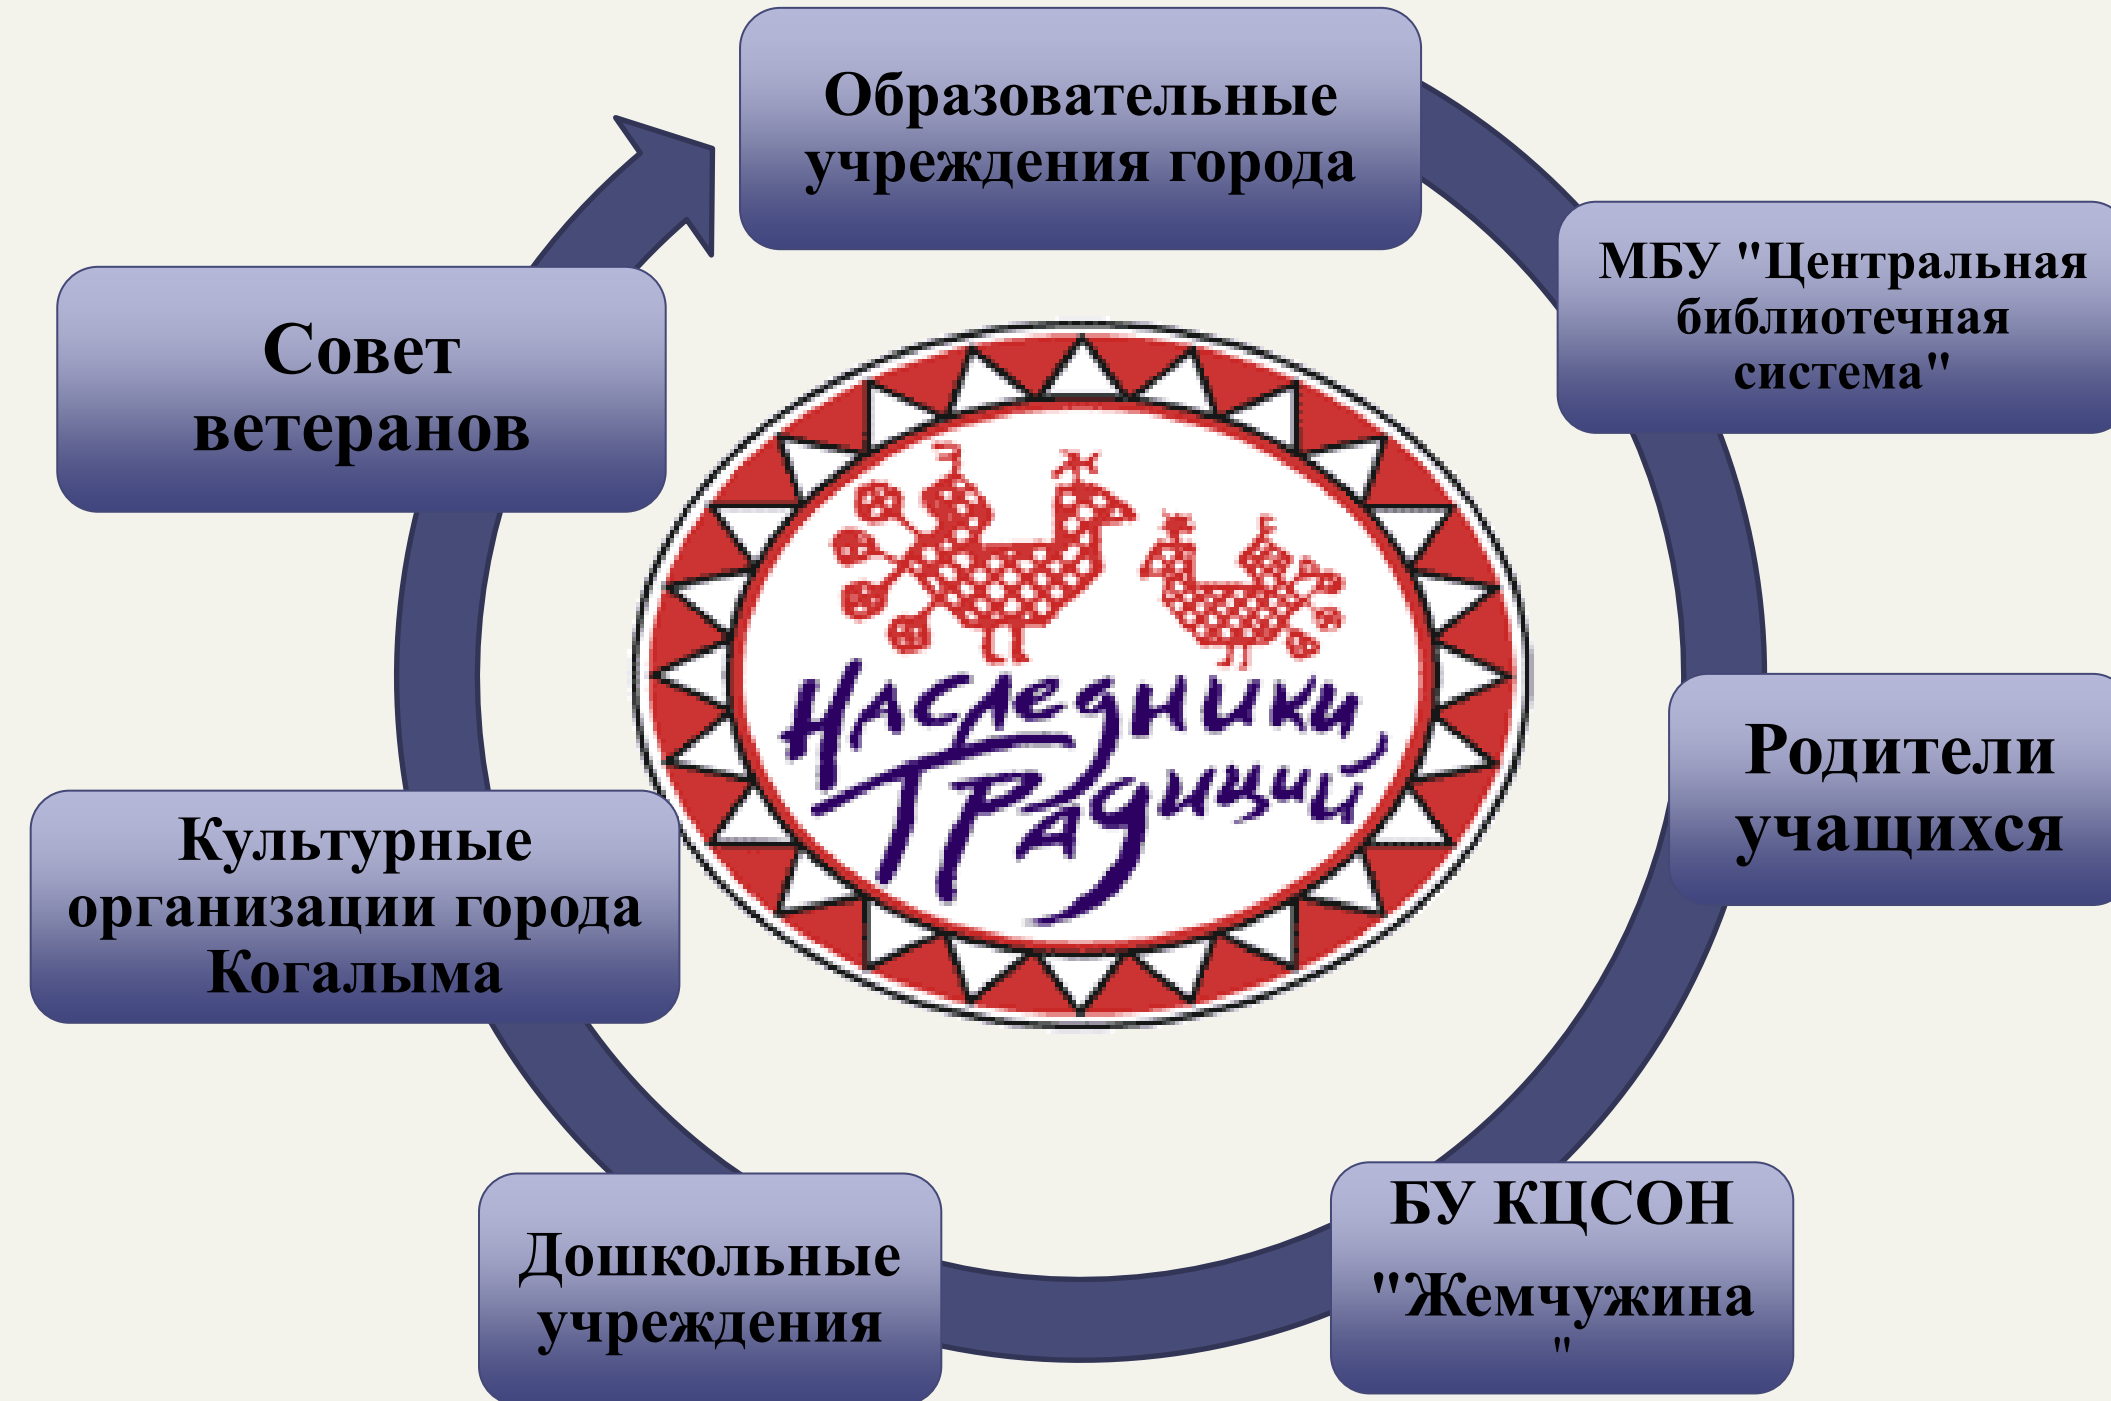 Образовательные
учреждения города
МБУ "Центральная
библиотечная
система"
Родители
учащихся
БУ КЦСОН
"Жемчужина
"
Дошкольные
учреждения
Культурные
организации города
Когалыма
Совет
ветеранов
Наследники
Традиций